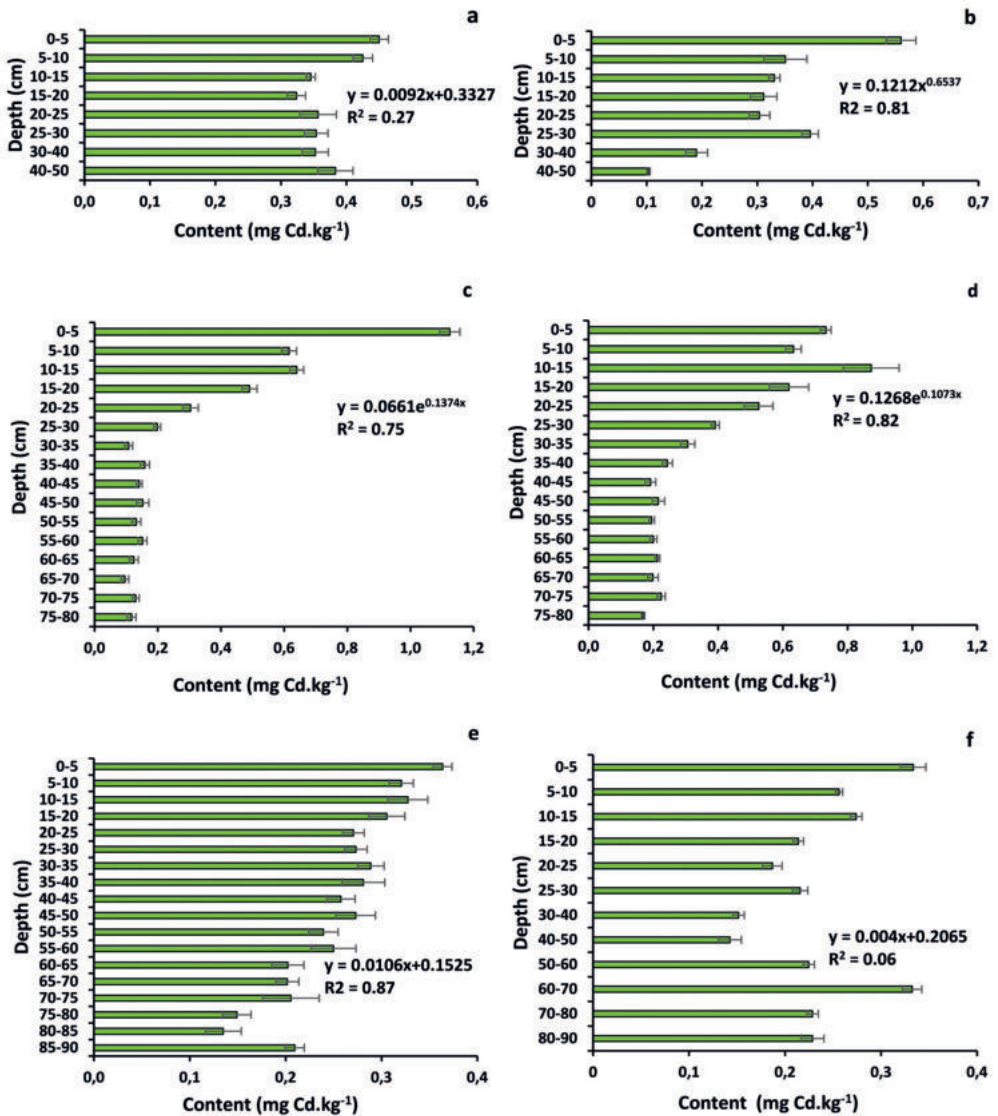 a
Depth (cm)
0-5
5-10
10-15
15-20
20-25
25-30
30-40
40-50
y = 0.0092x+0.3327
R² = 0.27
0,0 0,1 0,2 0,3 0,4 0,5 0,6
Content (mg Cd.kg⁻¹)
b
Depth (cm)
0-5
5-10
10-15
15-20
20-25
25-30
30-40
40-50
y = 0.1212x^0.6537
R2 = 0.81
0 0,1 0,2 0,3 0,4 0,5 0,6 0,7
Content (mg Cd.kg⁻¹)
c
Depth (cm)
0-5
5-10
10-15
15-20
20-25
25-30
30-35
35-40
40-45
45-50
50-55
55-60
60-65
65-70
70-75
75-80
y = 0.0661e^0.1374x
R² = 0.75
0,0 0,2 0,4 0,6 0,8 1,0 1,2
Content (mg Cd.kg⁻¹)
d
Depth (cm)
0-5
5-10
10-15
15-20
20-25
25-30
30-35
35-40
40-45
45-50
50-55
55-60
60-65
65-70
70-75
75-80
y = 0.1268e^0.1073x
R² = 0.82
0,0 0,2 0,4 0,6 0,8 1,0 1,2
Content (mg Cd.kg⁻¹)
e
Depth (cm)
0-5
5-10
10-15
15-20
20-25
25-30
30-35
35-40
40-45
45-50
50-55
55-60
60-65
65-70
70-75
75-80
80-85
85-90
y = 0.0106x+0.1525
R2 = 0.87
0,0 0,1 0,2 0,3 0,4
Content (mg Cd.kg⁻¹)
f
Depth (cm)
0-5
5-10
10-15
15-20
20-25
25-30
30-40
40-50
50-60
60-70
70-80
80-90
y = 0.004x+0.2065
R² = 0.06
0 0,1 0,2 0,3 0,4
Content (mg Cd.kg⁻¹)